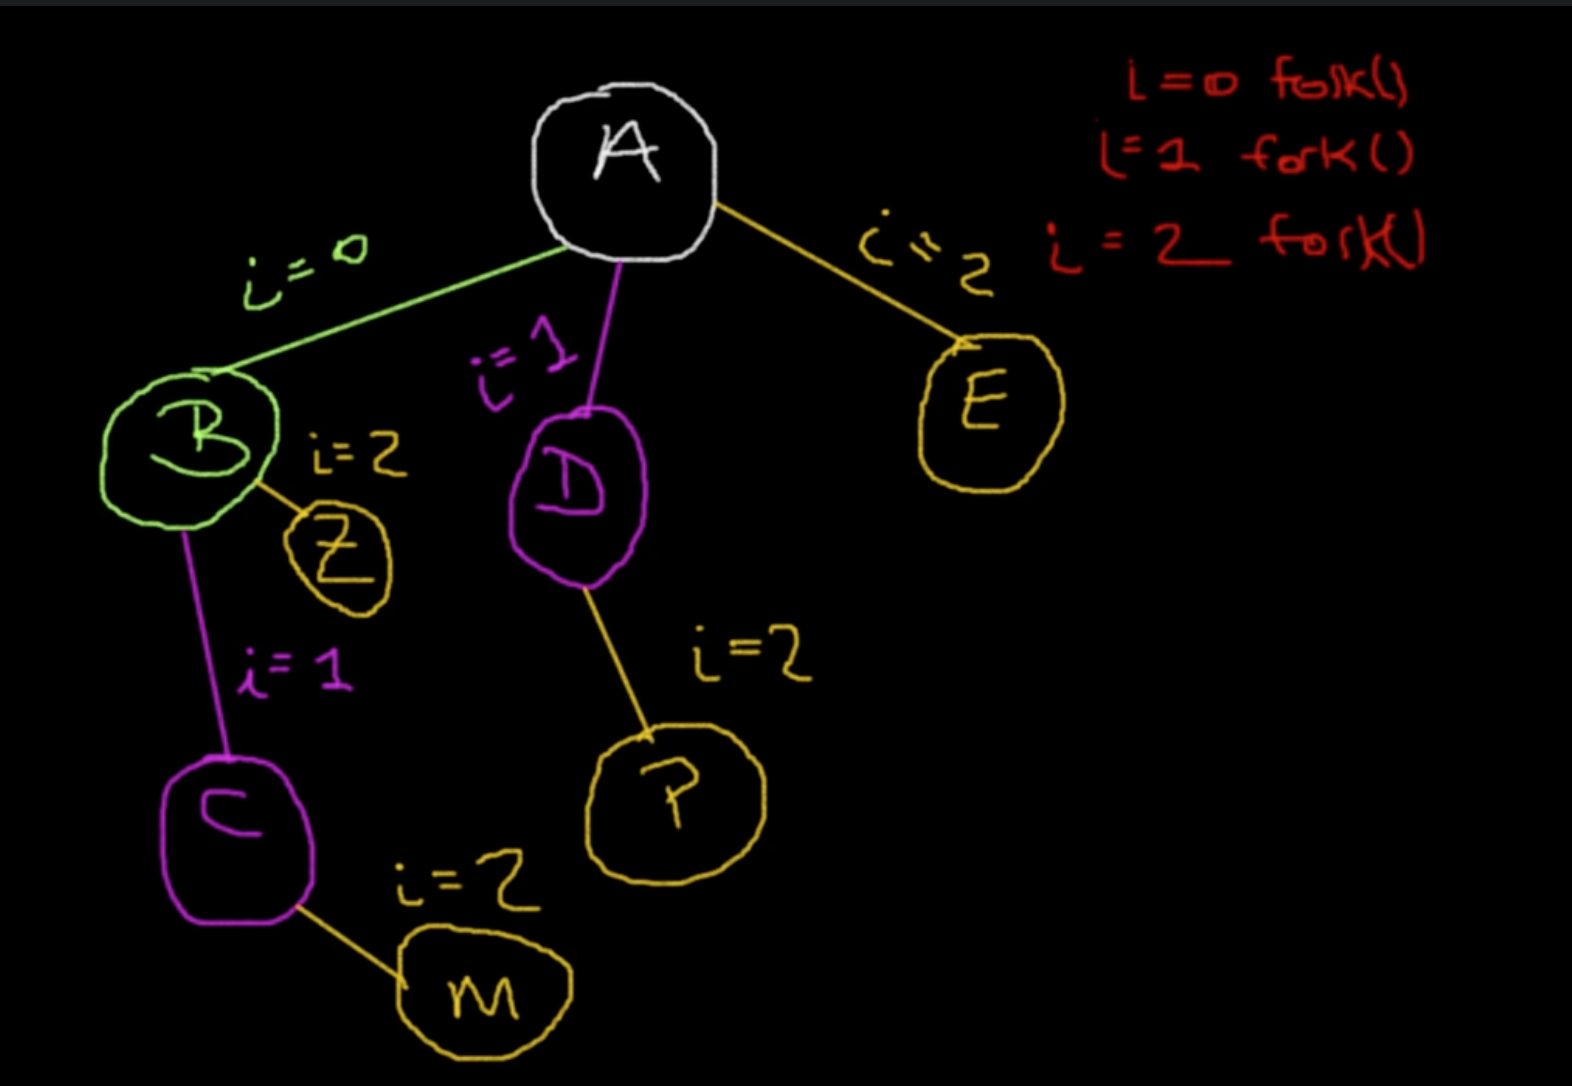 A
i=0 fork()
i=1 fork()
i=2 fork()
i=0
i=1
i=2
B
i=2
Z
D
E
i=1
i=2
C
P
i=2
M